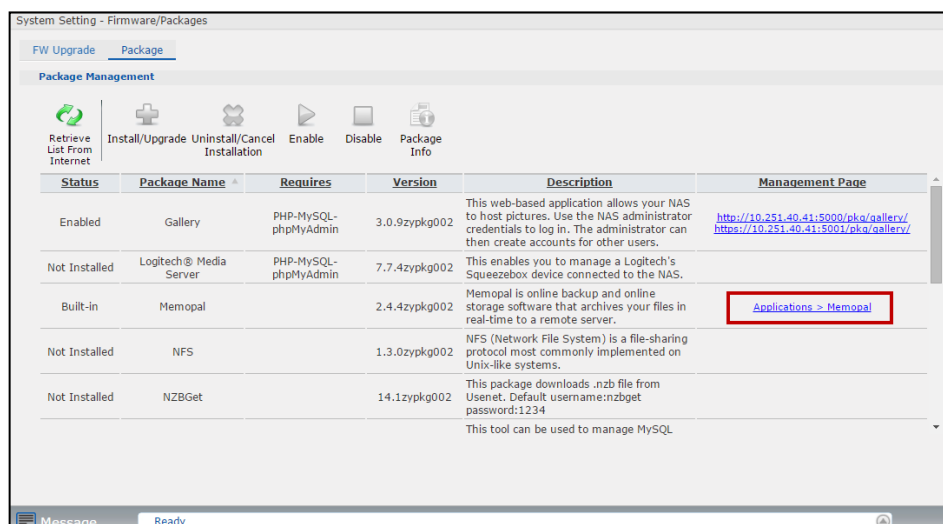 System Setting - Firmware/Packages
FW Upgrade Package
Package Management
Retrieve
List From
Internet
Install/Upgrade
Uninstall/Cancel
Installation
Enable
Disable
Package
Info
Status Package Name Requires Version Description Management Page
Enabled
Gallery
PHP-MySQL-
phpMyAdmin
3.0.9zypkg002
This web-based application allows your NAS
to host pictures. Use the NAS administrator
credentials to log in. The administrator can
then create accounts for other users.
http://10.251.40.41:5000/pkg/gallery/
https://10.251.40.41:5001/pkg/gallery/
Not Installed
Logitech® Media
Server
PHP-MySQL-
phpMyAdmin
7.7.4zypkg002
This enables you to manage a Logitech's
Squeezebox device connected to the NAS.
Built-in
Memopal
2.4.4zypkg002
Memopal is online backup and online
storage software that archives your files in
real-time to a remote server.
Applications > Memopal
Not Installed
NFS
1.3.0zypkg002
NFS (Network File System) is a file-sharing
protocol most commonly implemented on
Unix-like systems.
Not Installed
NZBGet
14.1zypkg002
This package downloads .nzb file from
Usenet. Default username:nzbget
password:1234
This tool can be used to manage MySQL
Message Ready